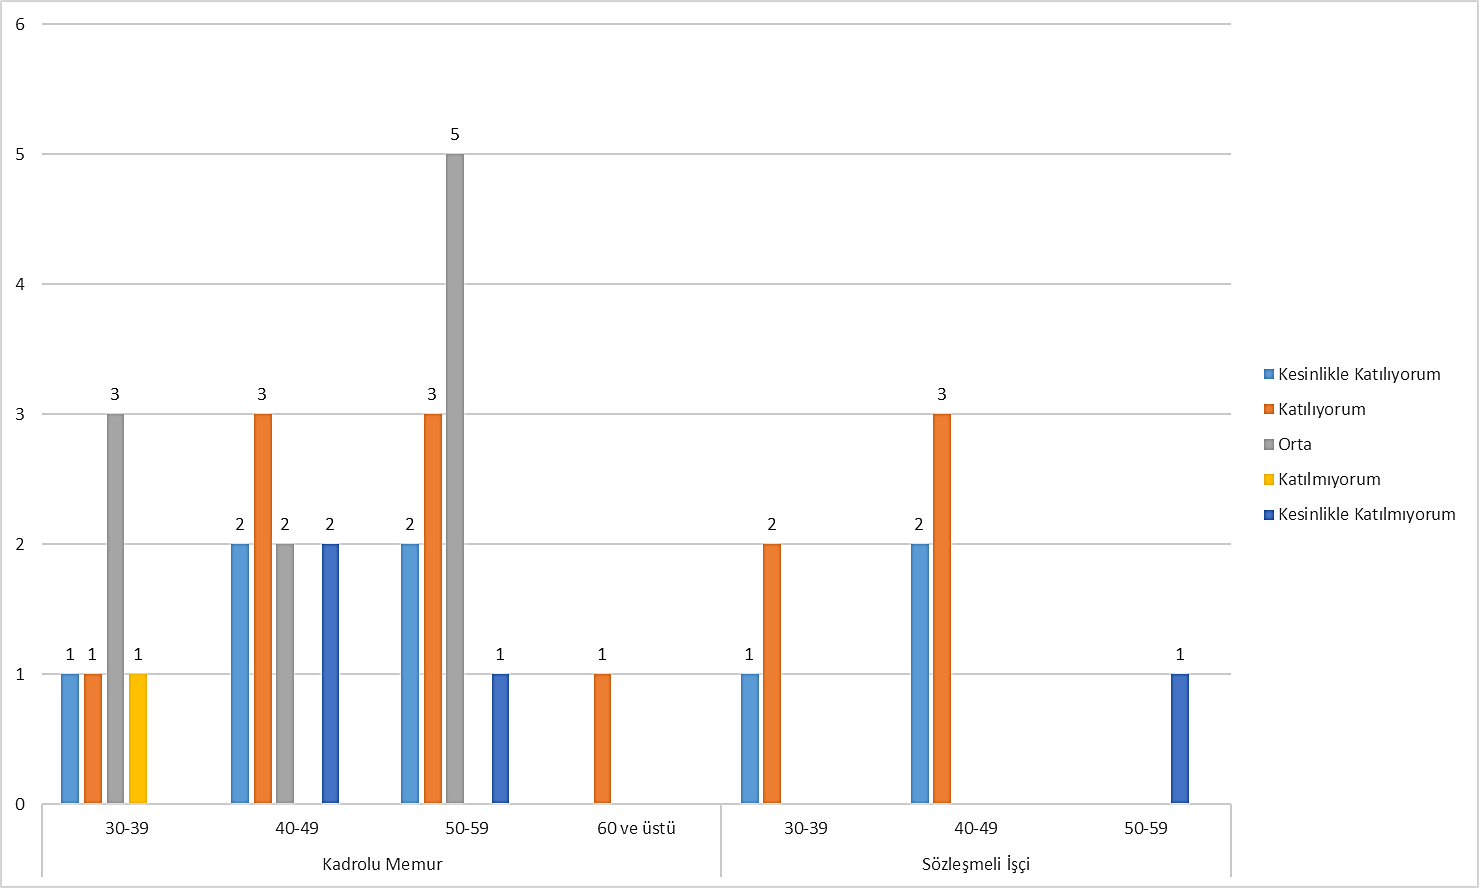 6
5
4
3
2
1
0
1 1 3 1
2 3 2 2
2 3 5 1
1
1 2
2 3
1
30-39 40-49 50-59 60 ve üstü 30-39 40-49 50-59
Kadrolu Memur Sözleşmeli İşçi
Kesinlikle Katılıyorum
Katılıyorum
Orta
Katılmıyorum
Kesinlikle Katılmıyorum